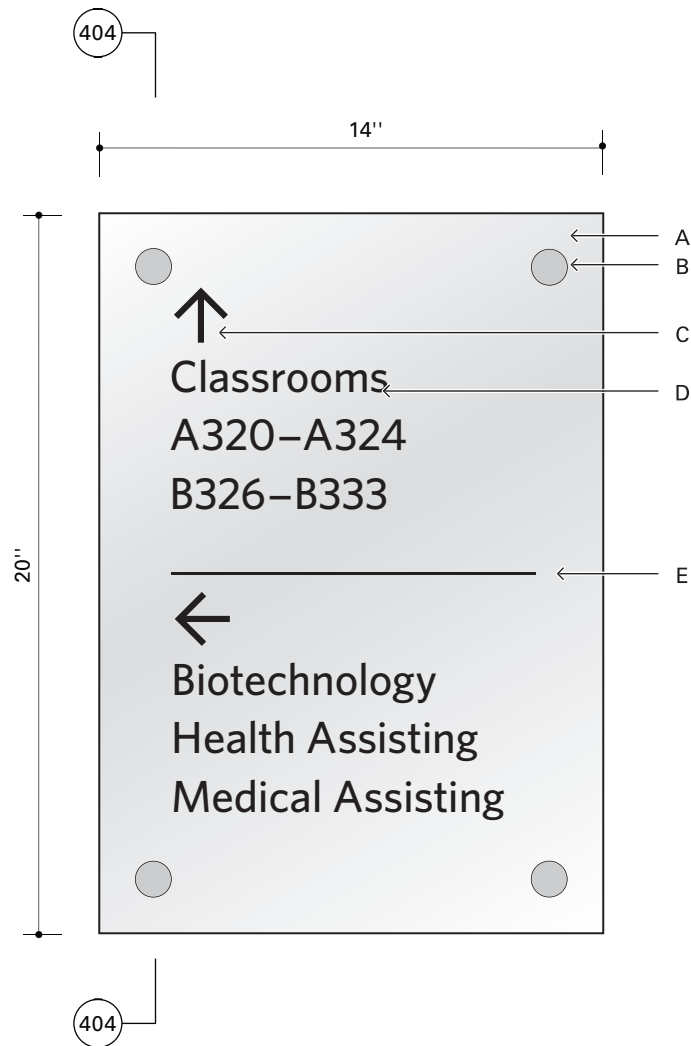 404
14''
A
B
C
Classrooms
D
A320–A324
B326–B333
20''
E
Biotechnology
Health Assisting
Medical Assisting
404